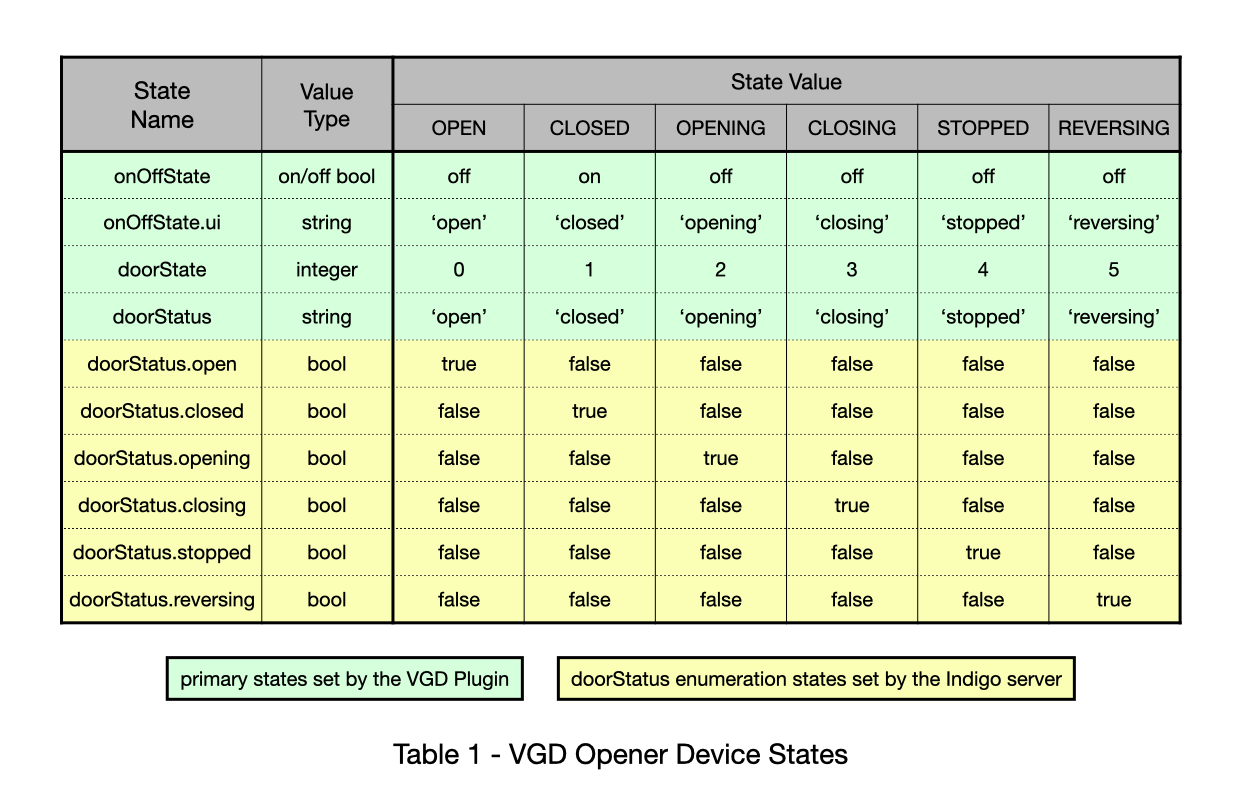 State Name Value Type State Value
OPEN CLOSED OPENING CLOSING STOPPED REVERSING
onOffState on/off bool off on off off off off
onOffState.ui string ‘open’ ‘closed’ ‘opening’ ‘closing’ ‘stopped’ ‘reversing’
doorState integer 0 1 2 3 4 5
doorStatus string ‘open’ ‘closed’ ‘opening’ ‘closing’ ‘stopped’ ‘reversing’
doorStatus.open bool true false false false false false
doorStatus.closed bool false true false false false false
doorStatus.opening bool false false true false false false
doorStatus.closing bool false false false true false false
doorStatus.stopped bool false false false false true false
doorStatus.reversing bool false false false false false true
primary states set by the VGD Plugin doorStatus enumeration states set by the Indigo server
Table 1 - VGD Opener Device States